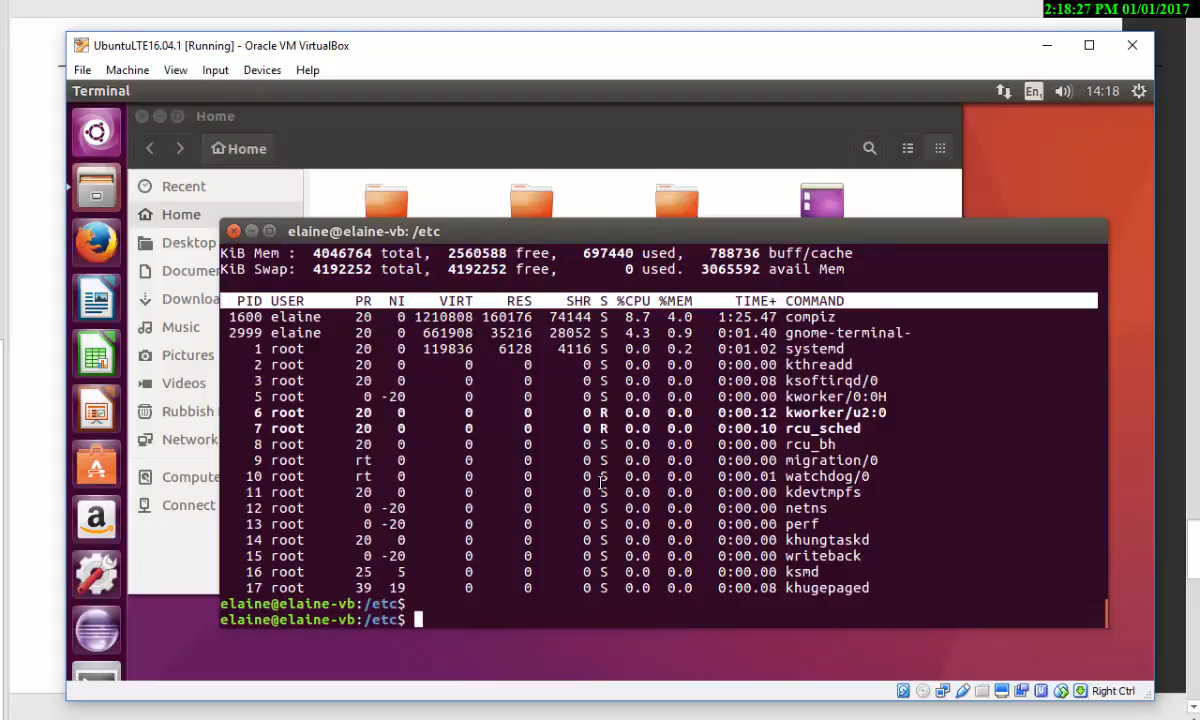 2:18:27 PM 01/01/2017
UbuntuLTE16.04.1 [Running] - Oracle VM VirtualBox
File Machine View Input Devices Help
Terminal
En1 14:18
Home
Home
Recent
Home
Desktop
Docume
Downloa
Music
Pictures
Videos
Rubbish
Network
Compute
Connect
elaine@elaine-vb: /etc
KiB Mem : 4046764 total, 2560588 free, 697440 used, 788736 buff/cache
KiB Swap: 4192252 total, 4192252 free, 0 used. 3065592 avail Mem
PID USER PR NI VIRT RES SHR S %CPU %MEM TIME+ COMMAND
1600 elaine 20 0 1210808 160176 74144 S 8.7 4.0 1:25.47 compiz
2999 elaine 20 0 661908 35216 28052 S 4.3 0.9 0:01.40 gnome-terminal-
1 root 20 0 119836 6128 4116 S 0.0 0.2 0:01.02 systemd
2 root 20 0 0 0 0 S 0.0 0.0 0:00.00 kthreadd
3 root 20 0 0 0 0 S 0.0 0.0 0:00.08 ksoftirqd/0
5 root 0 -20 0 0 0 S 0.0 0.0 0:00.00 kworker/0:0H
6 root 20 0 0 0 0 R 0.0 0.0 0:00.12 kworker/u2:0
7 root 20 0 0 0 0 R 0.0 0.0 0:00.10 rcu_sched
8 root 20 0 0 0 0 S 0.0 0.0 0:00.00 rcu_bh
9 root rt 0 0 0 0 S 0.0 0.0 0:00.00 migration/0
10 root rt 0 0 0 0 S 0.0 0.0 0:00.01 watchdog/0
11 root 20 0 0 0 0 S 0.0 0.0 0:00.00 kdevtmpfs
12 root 0 -20 0 0 0 S 0.0 0.0 0:00.00 netns
13 root 0 -20 0 0 0 S 0.0 0.0 0:00.00 perf
14 root 20 0 0 0 0 S 0.0 0.0 0:00.00 khungtaskd
15 root 0 -20 0 0 0 S 0.0 0.0 0:00.00 writeback
16 root 25 5 0 0 0 S 0.0 0.0 0:00.00 ksmd
17 root 39 19 0 0 0 S 0.0 0.0 0:00.08 khugepaged
elaine@elaine-vb:/etc$
elaine@elaine-vb:/etc$
Right Ctrl